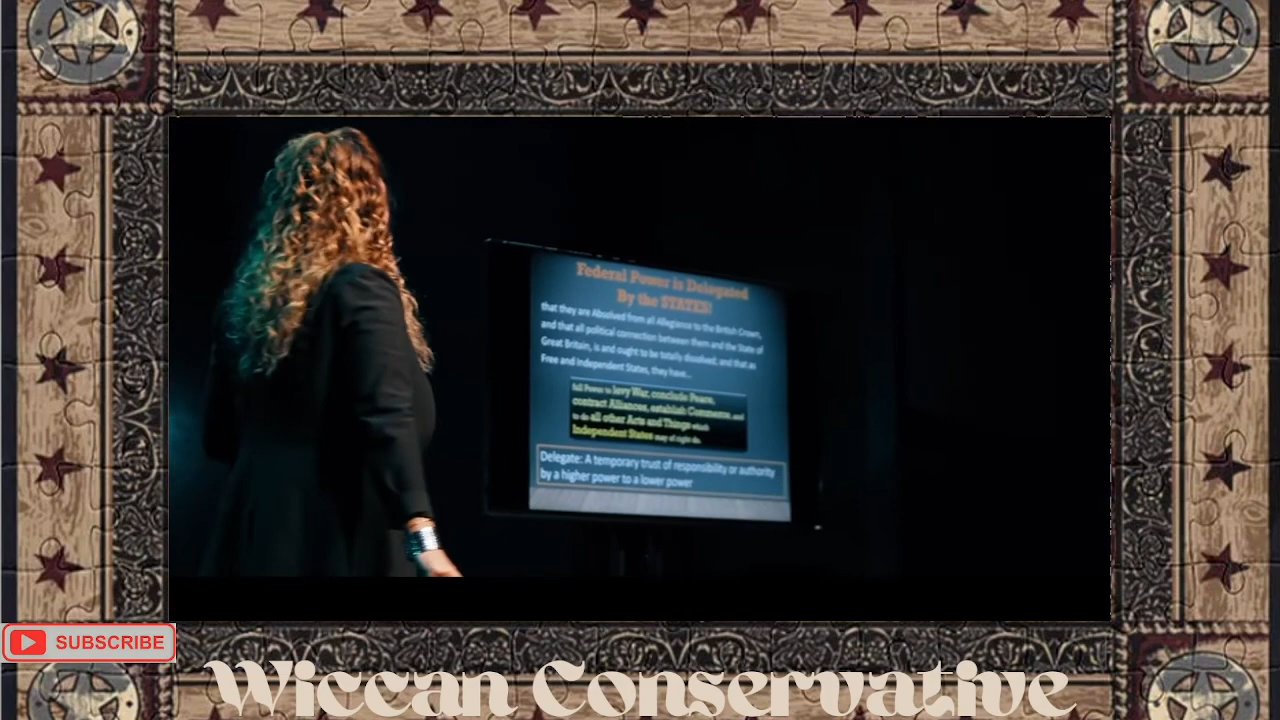 Federal Power is Delegated
By the STATES!
that they are Absolved from all Allegiance to the British Crown,
and that all political connection between them and the State of
Great Britain, is and ought to be totally dissolved; and that as
Free and Independent States, they have...
full Power to levy War, conclude Peace,
contract Alliances, establish Commerce, and
to do all other Acts and Things which
Independent States may of right do.
Delegate: A temporary trust of responsibility or authority
by a higher power to a lower power
SUBSCRIBE
Wiccan Conservative